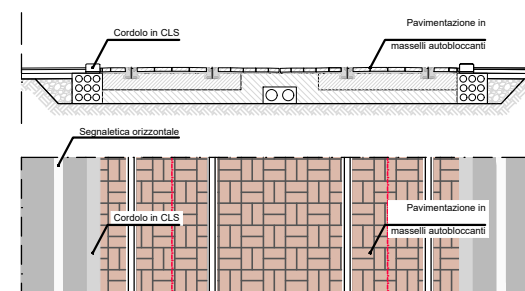 Cordolo in CLS
Pavimentazione in
masselli autobloccanti
Segnaletica orizzontale
Cordolo in CLS
Pavimentazione in
masselli autobloccanti